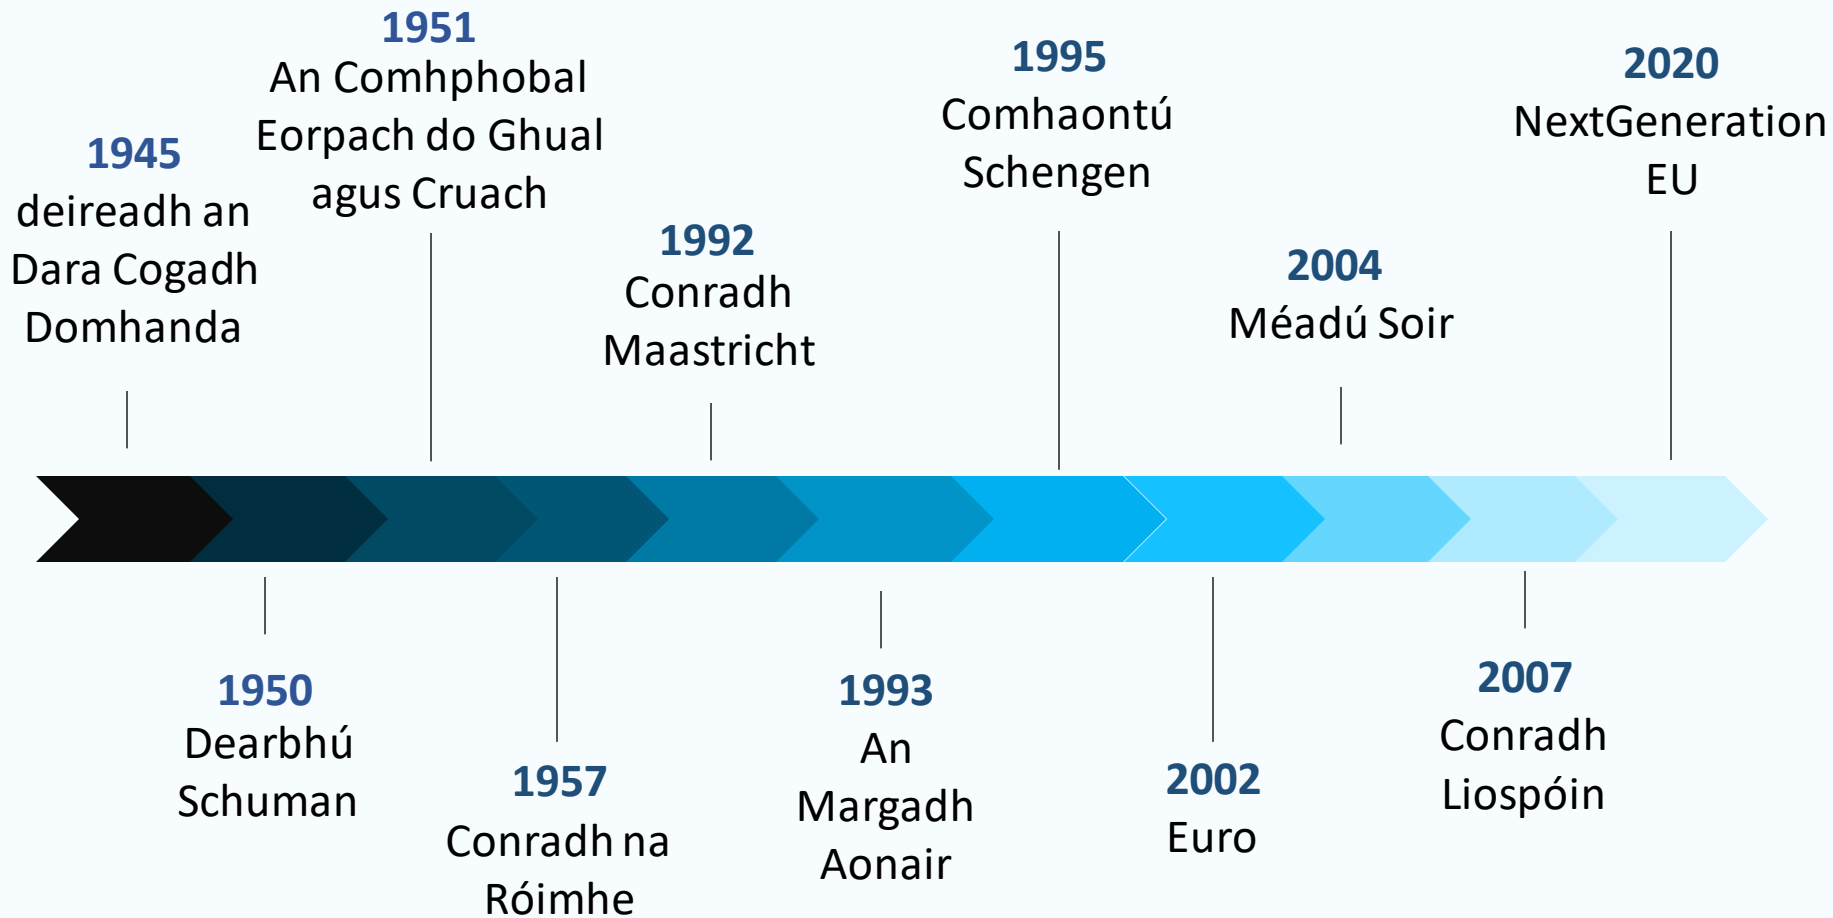 1945
deireadh an
Dara Cogadh
Domhanda
1950
Dearbhú
Schuman
1951
An Comhphobal
Eorpach do Ghual
agus Cruach
1957
Conradh na
Róimhe
1992
Conradh
Maastricht
1993
An
Margadh
Aonair
1995
Comhaontú
Schengen
2002
Euro
2004
Méadú Soir
2007
Conradh
Liospóin
2020
NextGeneration
EU